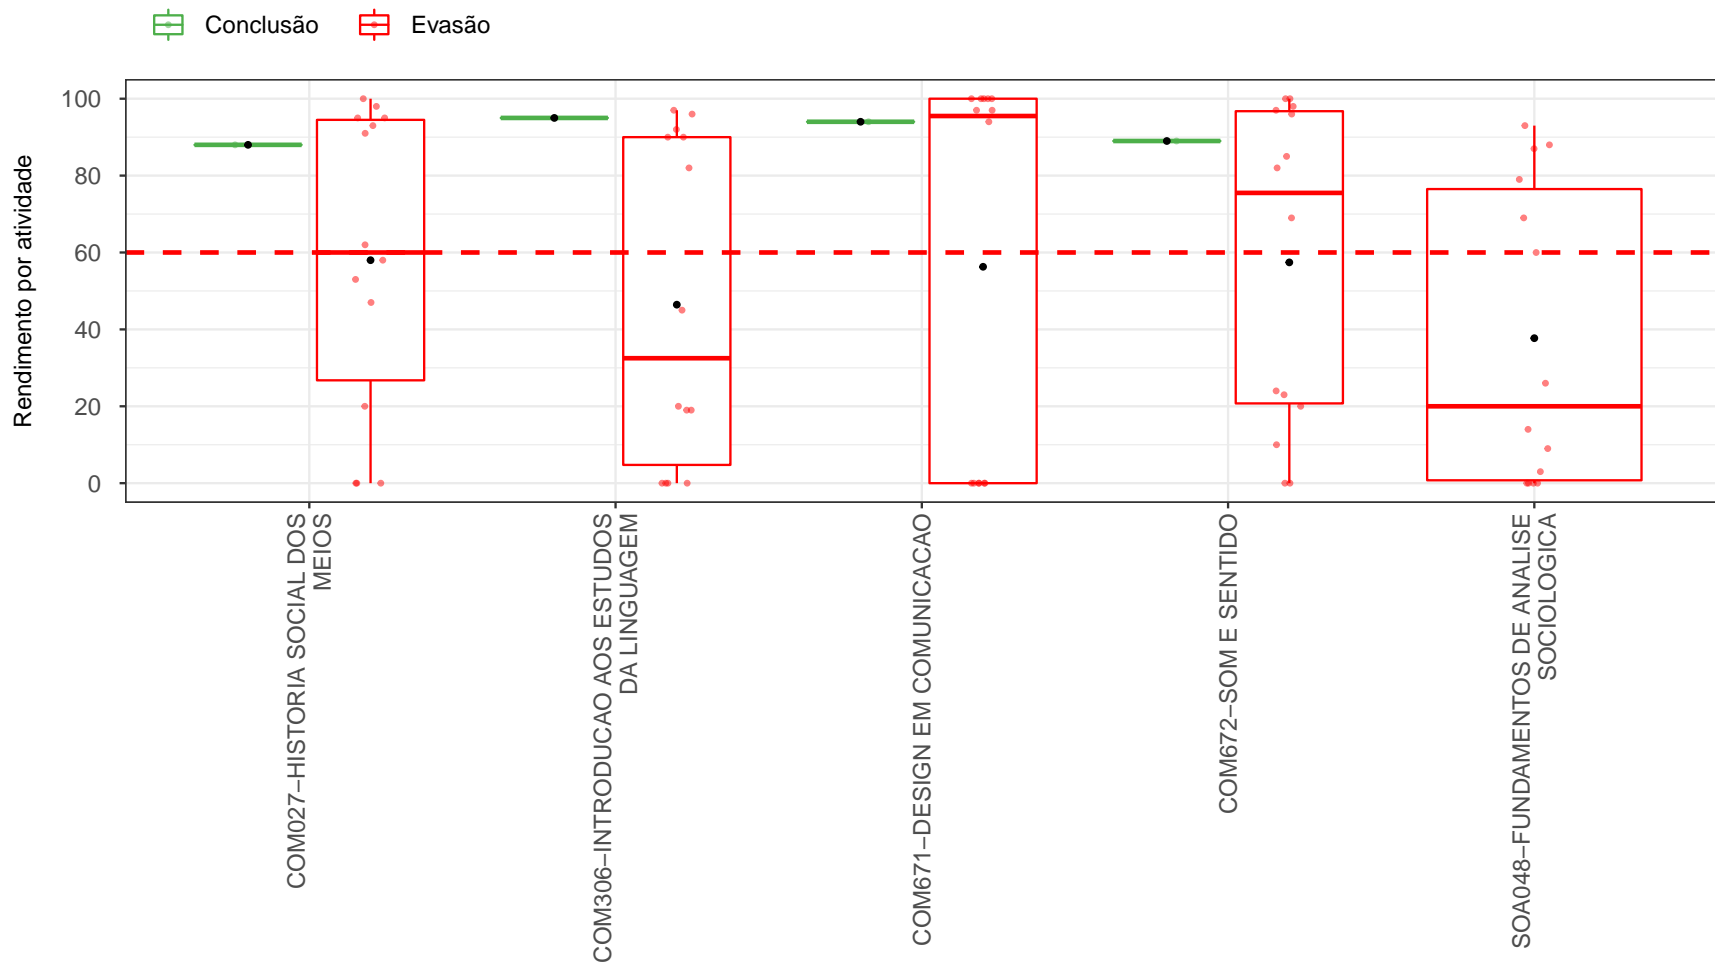 Conclusão
Evasão
Rendimento por atividade
100
80
60
40
20
0
COM027−HISTORIA SOCIAL DOS
MEIOS
COM306−INTRODUCAO AOS ESTUDOS
DA LINGUAGEM
COM671−DESIGN EM COMUNICACAO
COM672−SOM E SENTIDO
SOA048−FUNDAMENTOS DE ANALISE
SOCIOLOGICA